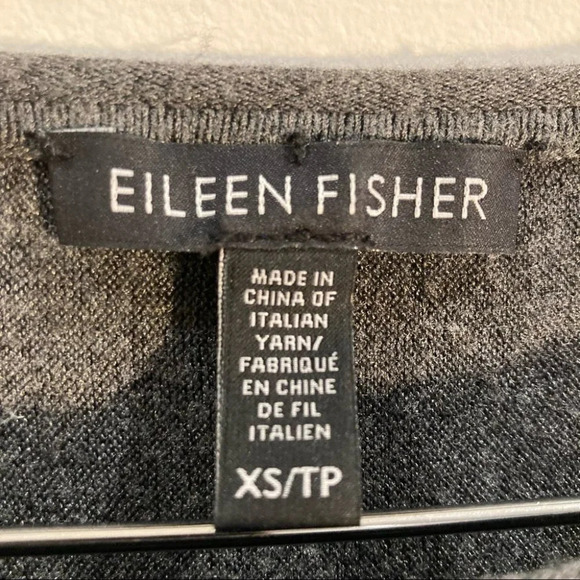 EILEEN FISHER
MADE IN
CHINA OF
ITALIAN
YARN/
FABRIQUÉ
EN CHINE
DE FIL
ITALIEN
XS/TP